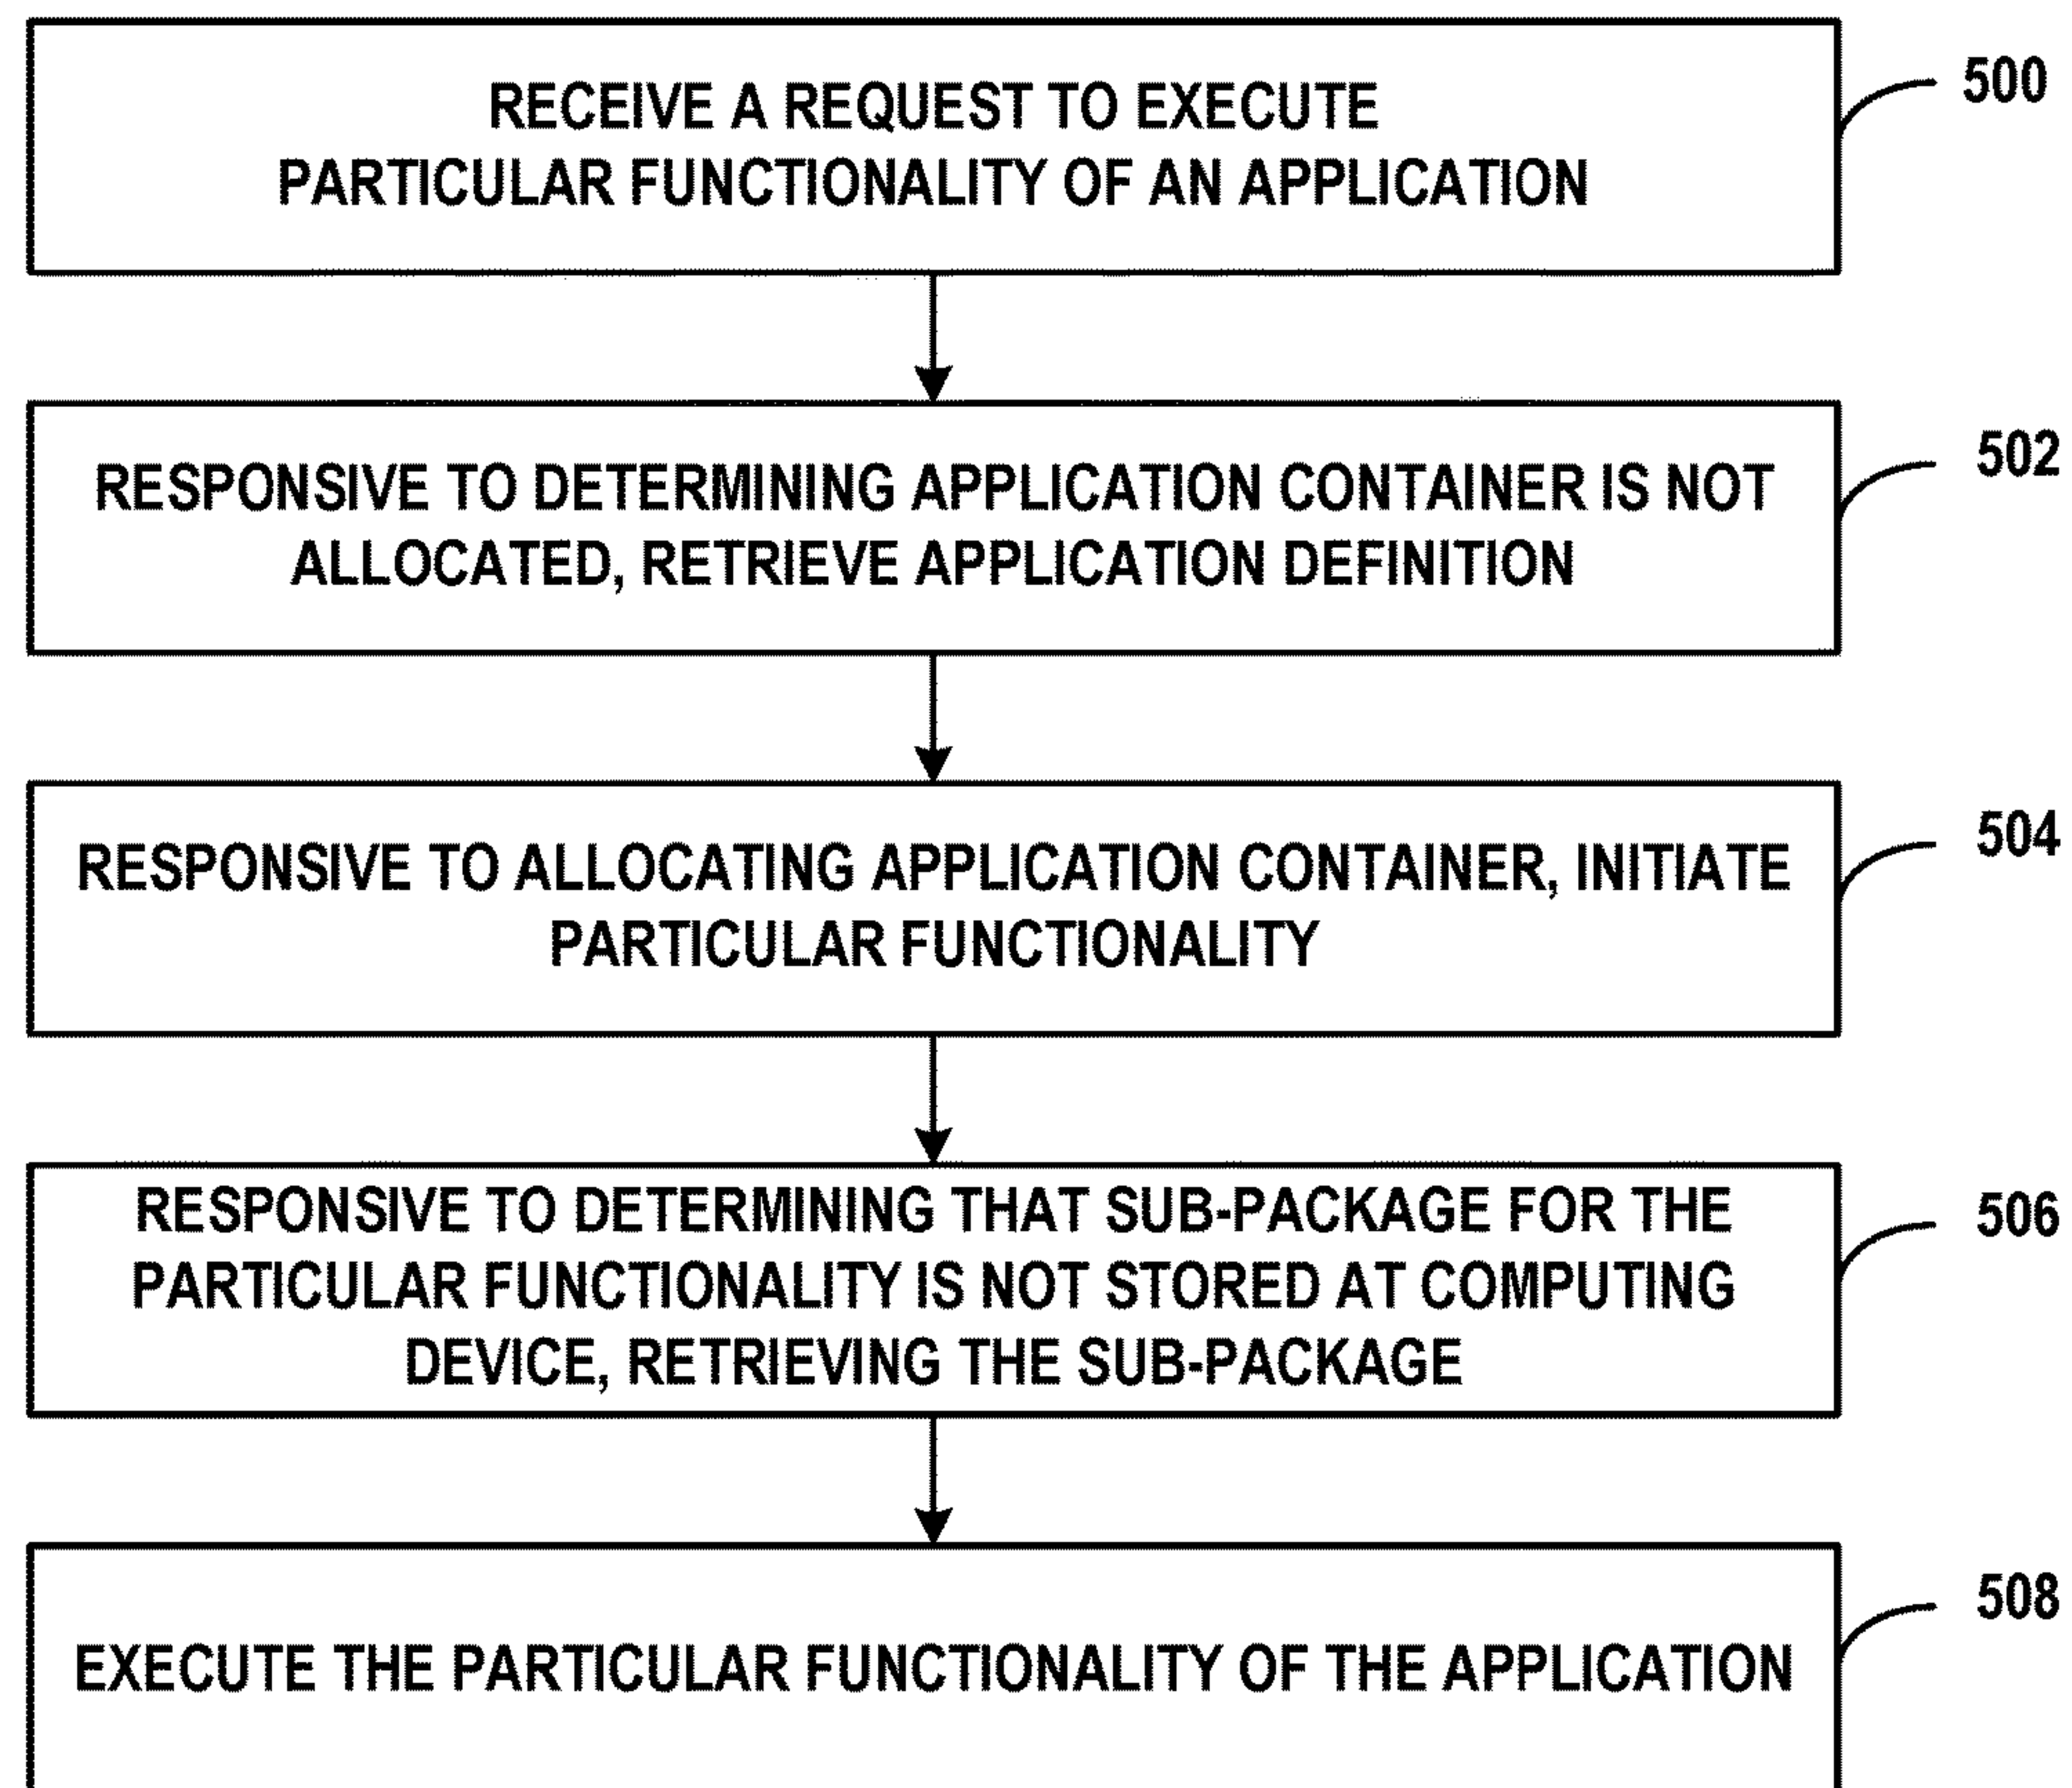 RECEIVE A REQUEST TO EXECUTE
PARTICULAR FUNCTIONALITY OF AN APPLICATION
500
RESPONSIVE TO DETERMINING APPLICATION CONTAINER IS NOT
ALLOCATED, RETRIEVE APPLICATION DEFINITION
502
RESPONSIVE TO ALLOCATING APPLICATION CONTAINER, INITIATE
PARTICULAR FUNCTIONALITY
504
RESPONSIVE TO DETERMINING THAT SUB-PACKAGE FOR THE
PARTICULAR FUNCTIONALITY IS NOT STORED AT COMPUTING
DEVICE, RETRIEVING THE SUB-PACKAGE
506
EXECUTE THE PARTICULAR FUNCTIONALITY OF THE APPLICATION
508